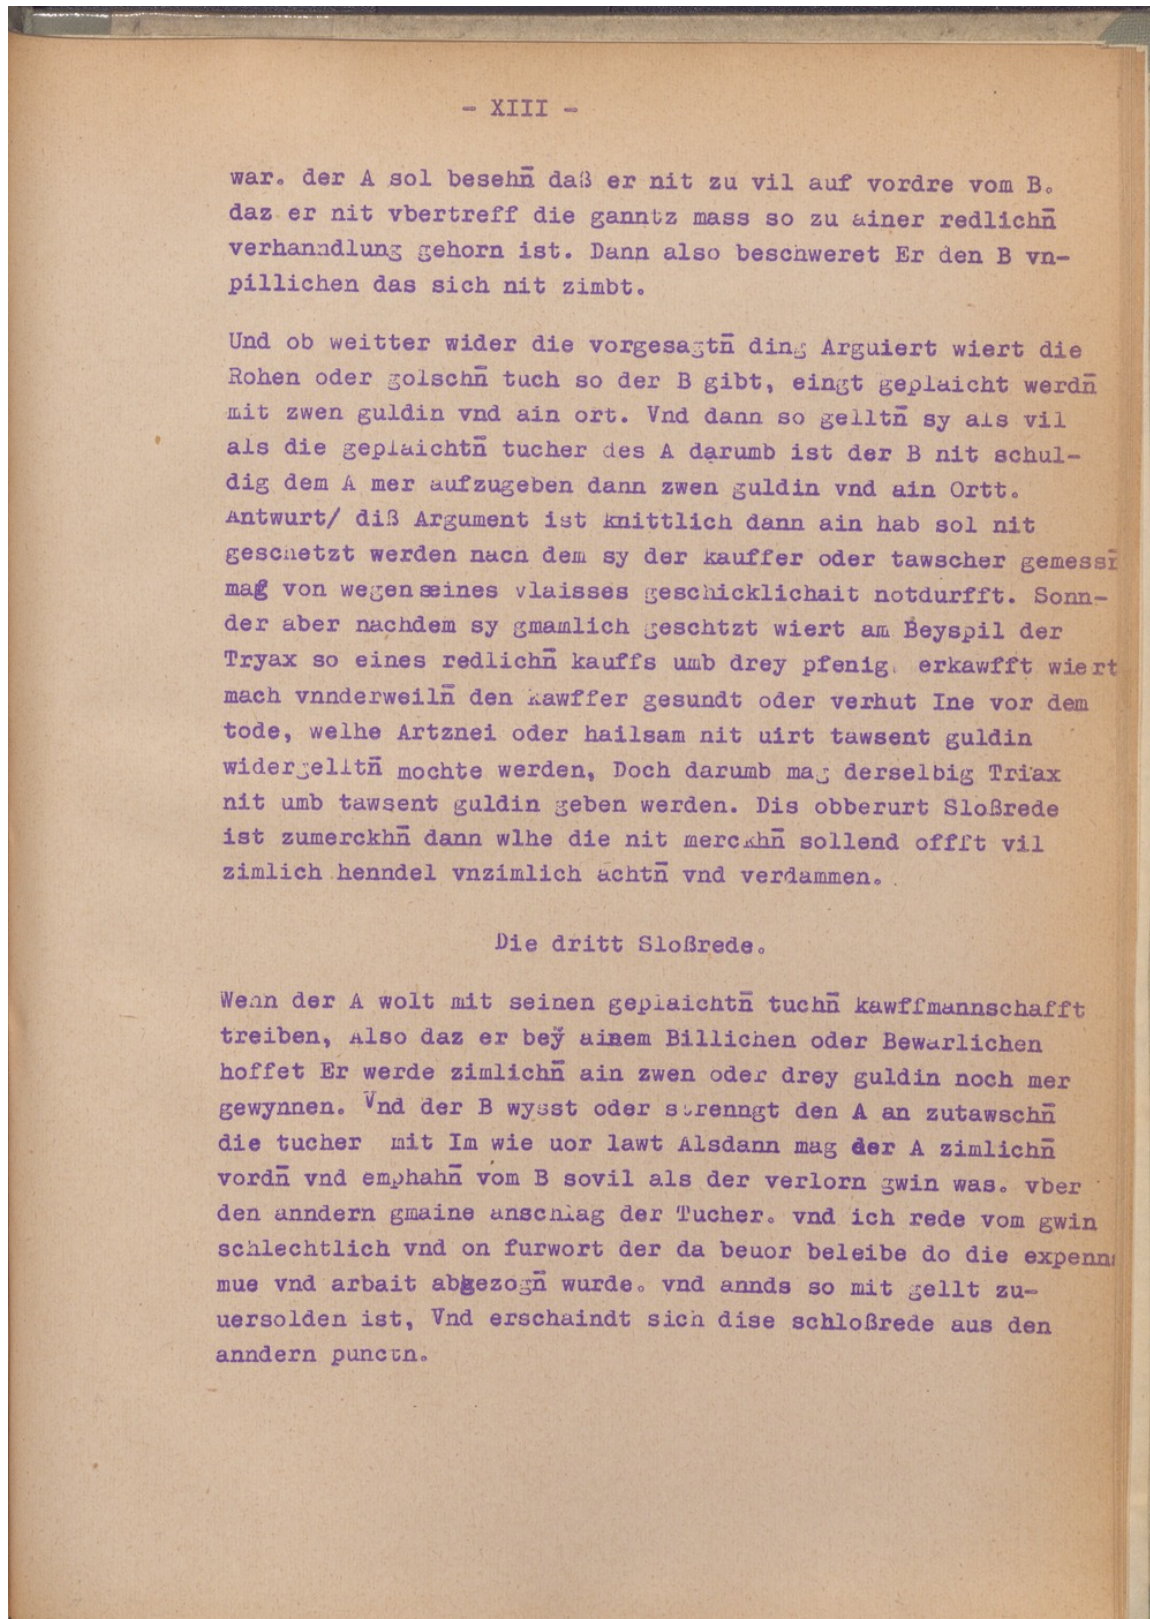 - XIII -
war. der A sol besehn̄ daß er nit zu vil auf vordre vom B.
daz er nit vbertreff die ganntz mass so zu ainer redlichn̄
verhanndlung gehorn ist. Dann also beschweret Er den B vn-
pillichen das sich nit zimbt.
Und ob weitter wider die vorgesagtn̄ ding Arguiert wiert die
Rohen oder golschn̄ tuch so der B gibt, eingt geplaicht werdn̄
mit zwen guldin vnd ain ort. Vnd dann so gelltn̄ sy als vil
als die geplaichtn̄ tucher des A darumb ist der B nit schul-
dig dem A mer aufzugeben dann zwen guldin vnd ain Ortt.
Antwurt/ diß Argument ist knittlich dann ain hab sol nit
geschetzt werden nach dem sy der kauffer oder tawscher gemessn̄
mag von wegen seines vlaisses geschicklichait notdurfft. Sonn-
der aber nachdem sy gmamlich geschtzt wiert am Beyspil der
Tryax so eines redlichn̄ kauffs umb drey pfenig erkawfft wiert
mach vnnderweiln̄ den kawffer gesundt oder verhut Ine vor dem
tode, welhe Artznei oder hailsam nit uirt tawsent guldin
widergelltn̄ mochte werden, Doch darumb mag derselbig Triax
nit umb tawsent guldin geben werden. Dis obberurt Sloßrede
ist zumerckhn̄ dann wlhe die nit merckhn̄ sollend offft vil
zimlich henndel vnzimlich achtn̄ vnd verdammen.
Die dritt Sloßrede.
Wenn der A wolt mit seinen geplaichtn̄ tuchn̄ kawffmannschafft
treiben, Also daz er beÿ ainem Billichen oder Bewarlichen
hoffet Er werde zimlichn̄ ain zwen oder drey guldin noch mer
gewynnen. Vnd der B wysst oder strenngt den A an zutawschn̄
die tucher mit Im wie uor lawt Alsdann mag der A zimlichn̄
vordn̄ vnd emphahn̄ vom B sovil als der verlorn gwin was. vber
den anndern gmaine anschlag der Tucher. vnd ich rede vom gwin
schlechtlich vnd on furwort der da beuor beleibe do die expenn
mue vnd arbait abgezogn̄ wurde. vnd annds so mit gellt zu-
uersolden ist, Vnd erschaindt sich dise schloßrede aus den
anndern punctn.